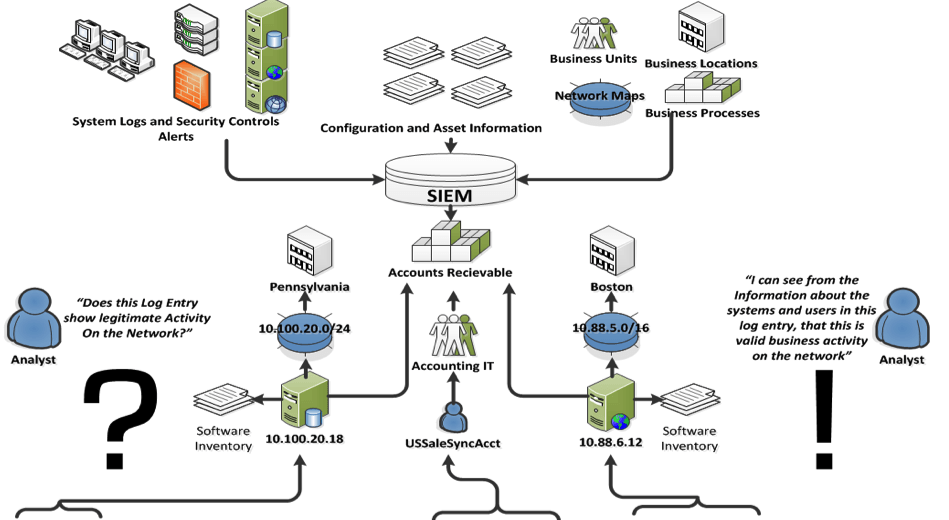 Business Units
Business Locations
Network Maps
Business Processes
System Logs and Security Controls
Alerts
Configuration and Asset Information
SIEM
Accounts Recievable
Pennsylvania
Boston
"Does this Log Entry
show legitimate Activity
On the Network?"
Analyst
10.100.20.0/24
10.88.5.0/16
"I can see from the
Information about the
systems and users in this
log entry, that this is
valid business activity
on the network"
Analyst
Accounting IT
?
!
Software
Inventory
10.100.20.18
USSaleSyncAcct
10.88.6.12
Software
Inventory